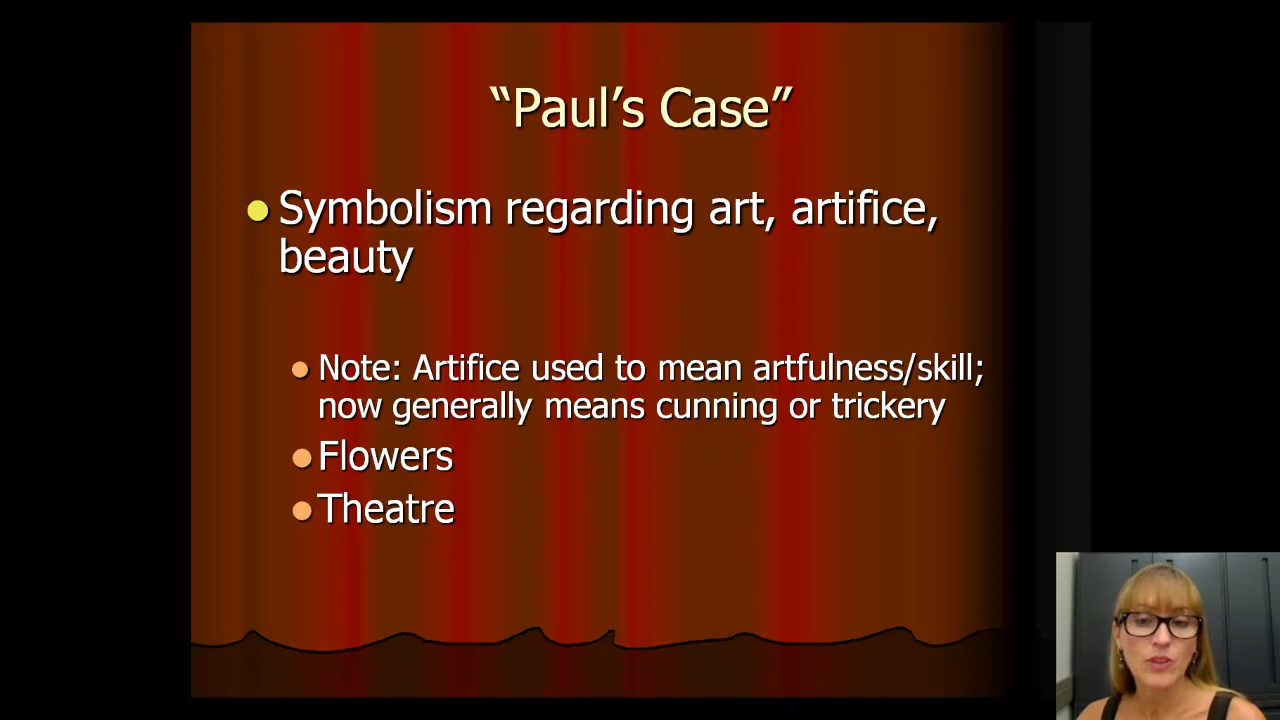 “Paul’s Case”
Symbolism regarding art, artifice,
beauty
Note: Artifice used to mean artfulness/skill;
now generally means cunning or trickery
Flowers
Theatre